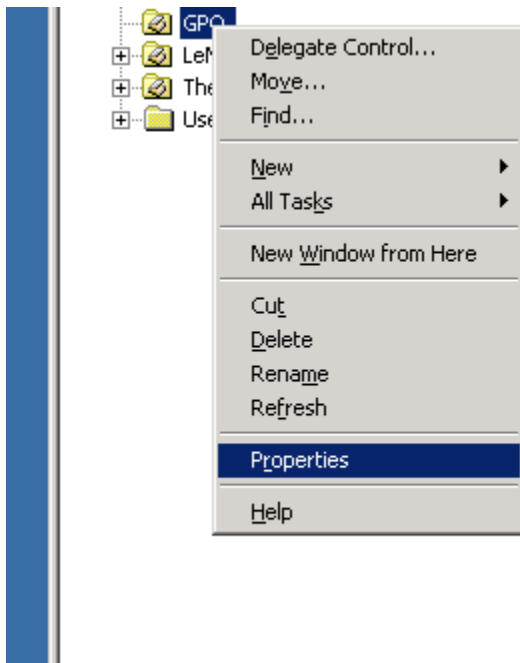 GPO
Delegate Control...
Move...
Find...
New
All Tasks
New Window from Here
Cut
Delete
Rename
Refresh
Properties
Help